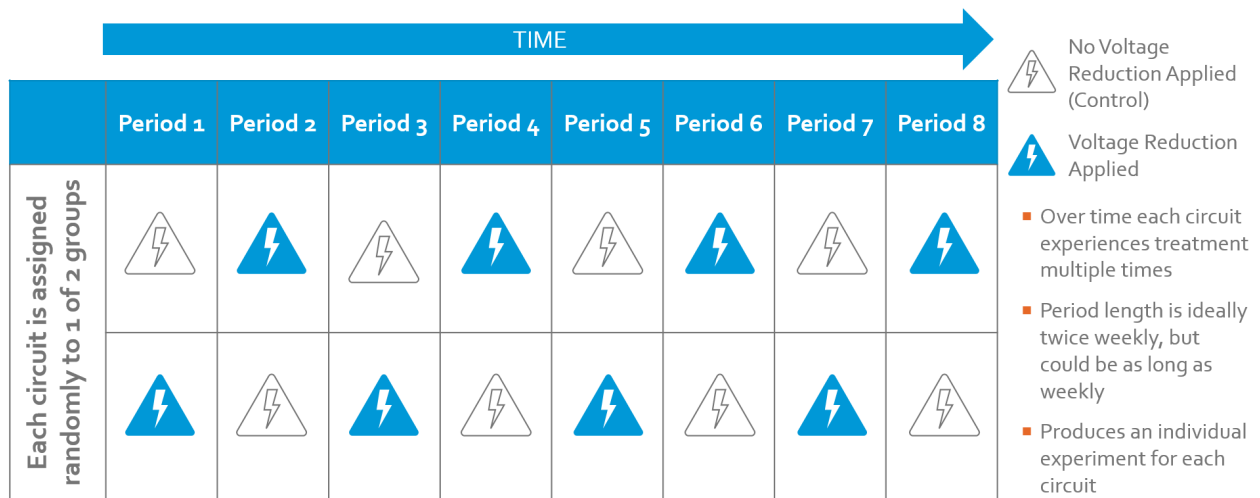 TIME
Period 1
Period 2
Period 3
Period 4
Period 5
Period 6
Period 7
Period 8
Each circuit is assigned
randomly to 1 of 2 groups
No Voltage
Reduction Applied
(Control)
Voltage Reduction
Applied
Over time each circuit
experiences treatment
multiple times
Period length is ideally
twice weekly, but
could be as long as
weekly
Produces an individual
experiment for each
circuit